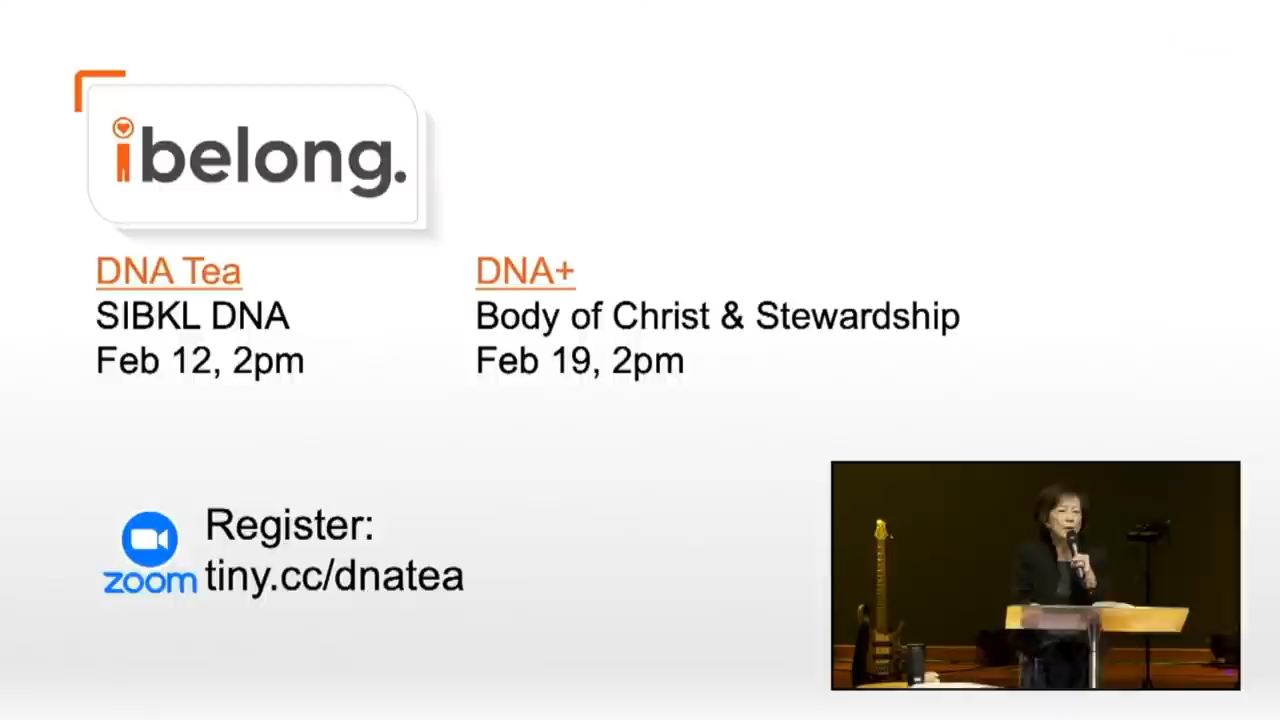 ibelong.
DNA Tea
SIBKL DNA
Feb 12, 2pm
DNA+
Body of Christ & Stewardship
Feb 19, 2pm
Register:
zoom tiny.cc/dnatea